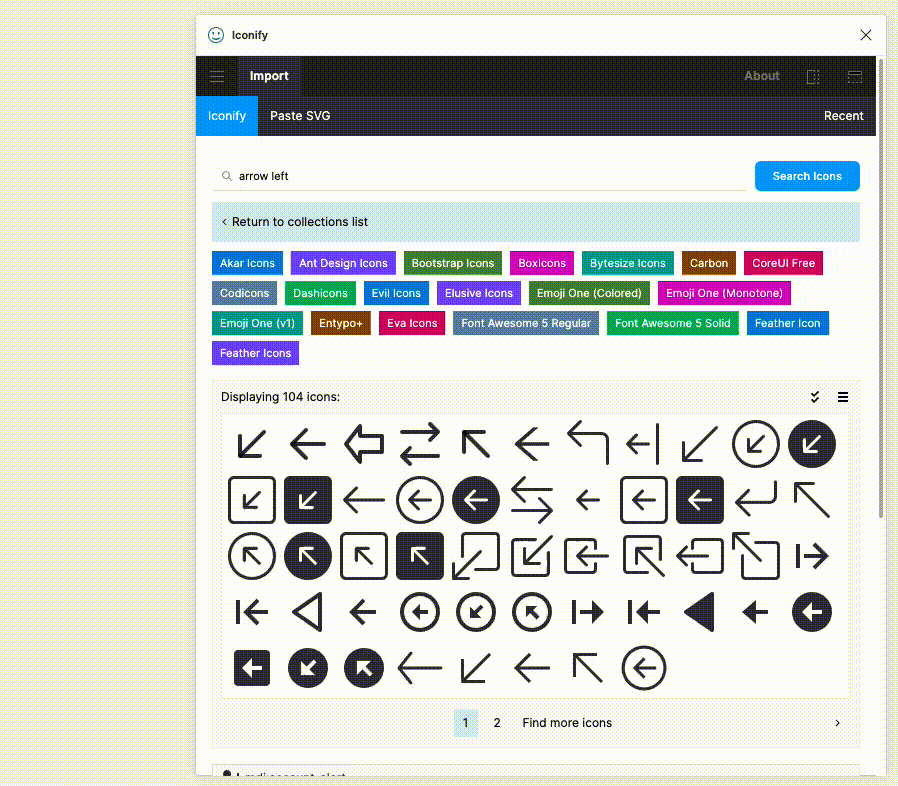 Iconify
Import About
Iconify Paste SVG Recent
arrow left Search Icons
Return to collections list
Akar Icons Ant Design Icons Bootstrap Icons BoxIcons Bytesize Icons Carbon CoreUI Free
Codicons Dashicons Evil Icons Elusive Icons Emoji One (Colored) Emoji One (Monotone)
Emoji One (v1) Entypo+ Eva Icons Font Awesome 5 Regular Font Awesome 5 Solid Feather Icon
Feather Icons
Displaying 104 icons:
1 2 Find more icons